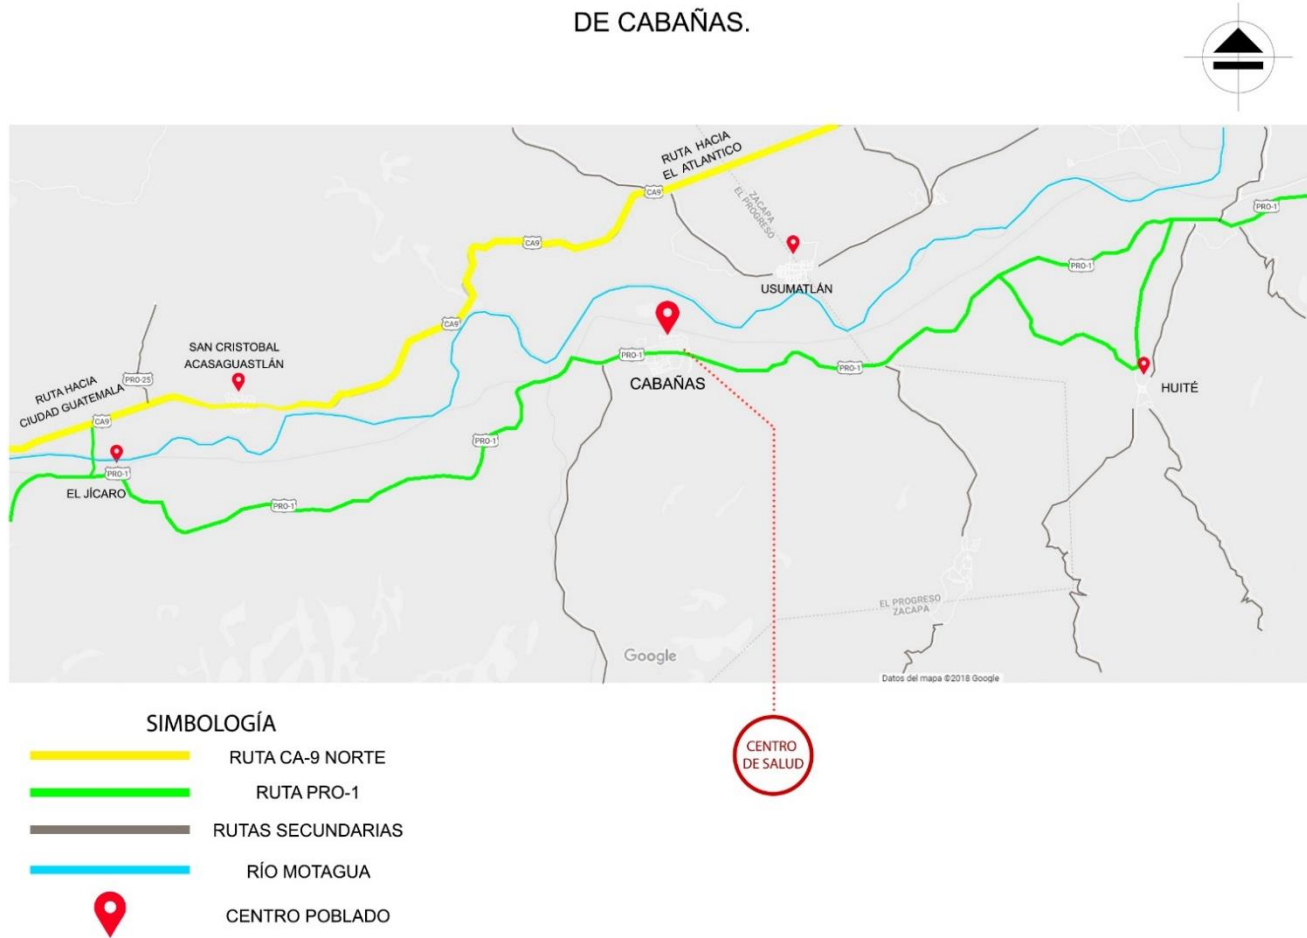 DE CABAÑAS.
RUTA HACIA
EL ATLANTICO
CA9
ZACAPA
EL PROGRESO
PRO-1
CA9
PRO-1
USUMATLÁN
CA9
SAN CRISTOBAL
ACASAGUASTLÁN
PRO-1
PRO-1
CABAÑAS
HUITÉ
PRO-25
RUTA HACIA
CIUDAD GUATEMALA
CA9
PRO-1
PRO-1
EL JÍCARO
PRO-1
EL PROGRESO
ZACAPA
Google
Datos del mapa ©2018 Google
SIMBOLOGÍA
RUTA CA-9 NORTE
RUTA PRO-1
RUTAS SECUNDARIAS
RÍO MOTAGUA
CENTRO POBLADO
CENTRO
DE SALUD